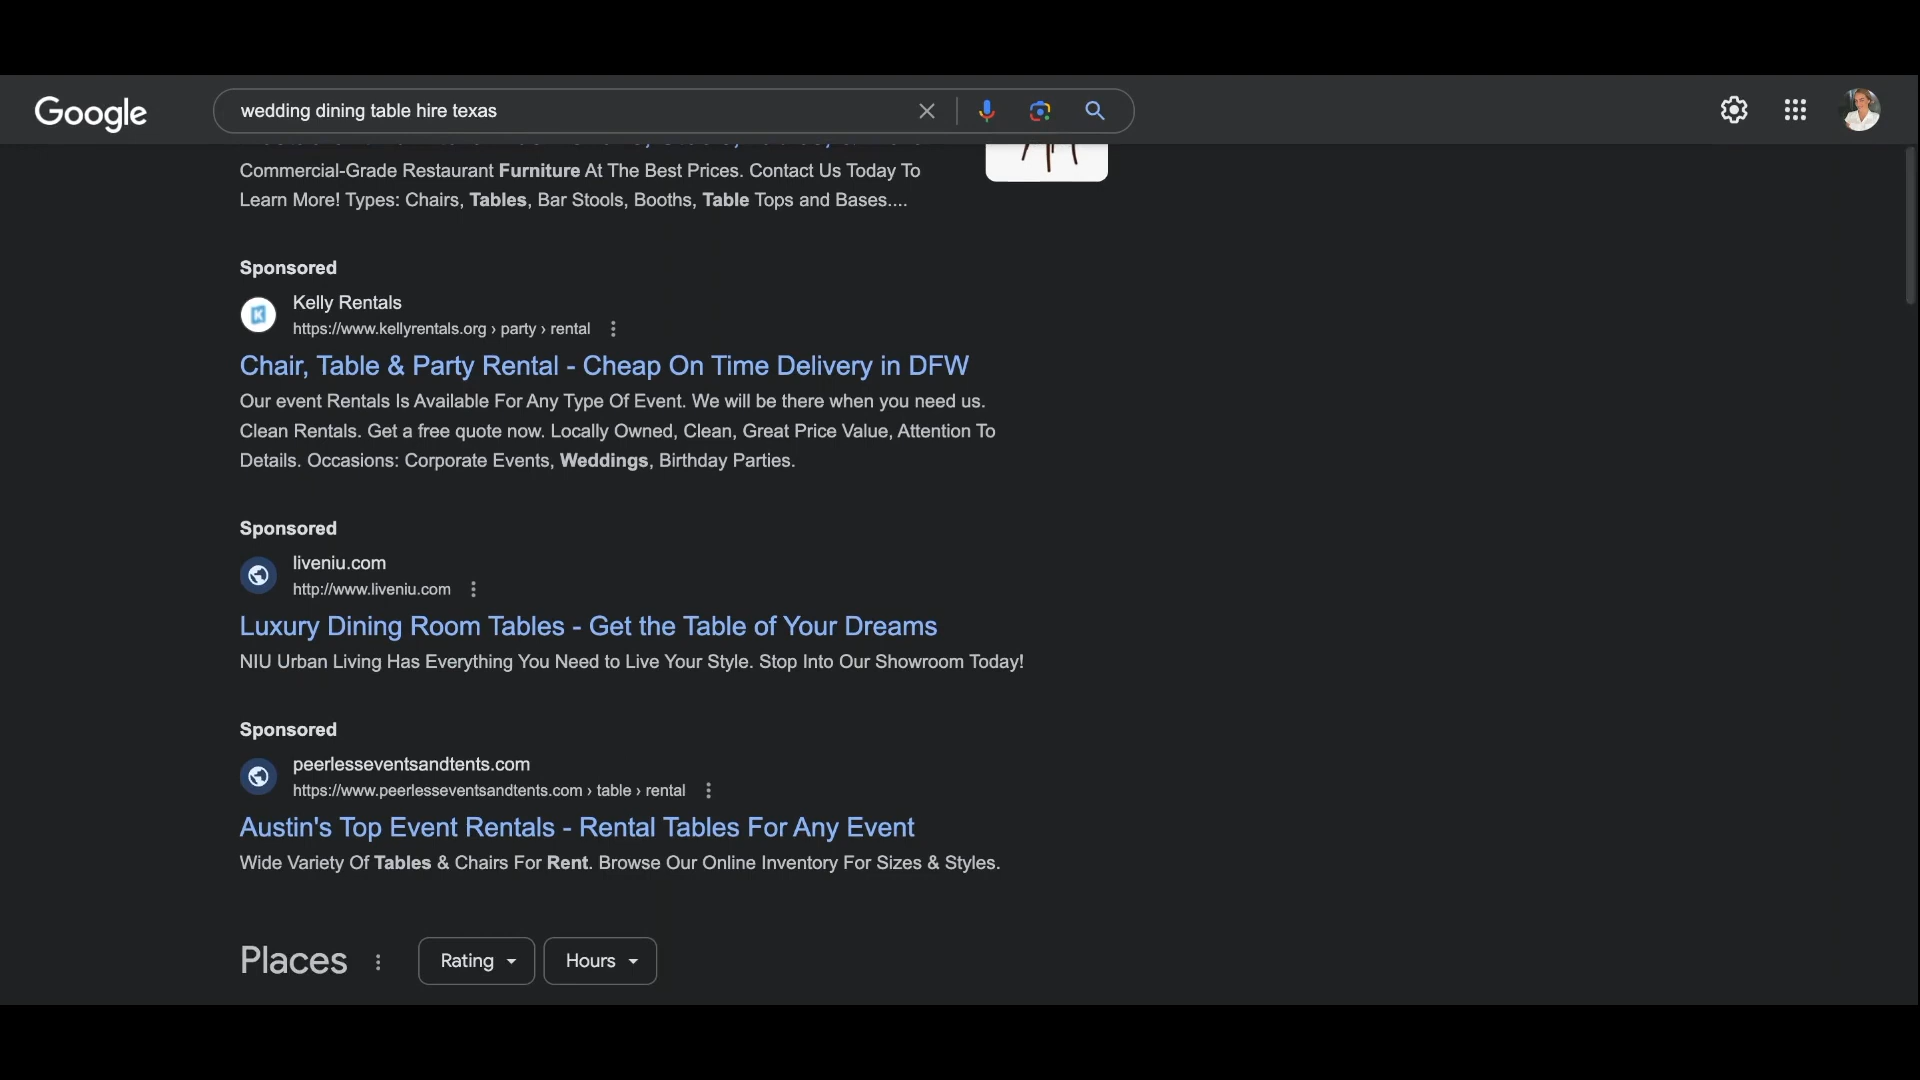 Google
wedding dining table hire texas
Commercial-Grade Restaurant Furniture At The Best Prices. Contact Us Today To
Learn More! Types: Chairs, Tables, Bar Stools, Booths, Table Tops and Bases....
Sponsored
Kelly Rentals
https://www.kellyrentals.org › party › rental
Chair, Table & Party Rental - Cheap On Time Delivery in DFW
Our event Rentals Is Available For Any Type Of Event. We will be there when you need us.
Clean Rentals. Get a free quote now. Locally Owned, Clean, Great Price Value, Attention To
Details. Occasions: Corporate Events, Weddings, Birthday Parties.
Sponsored
liveniu.com
http://www.liveniu.com
Luxury Dining Room Tables - Get the Table of Your Dreams
NIU Urban Living Has Everything You Need to Live Your Style. Stop Into Our Showroom Today!
Sponsored
peerlesseventsandtents.com
https://www.peerlesseventsandtents.com › table › rental
Austin's Top Event Rentals - Rental Tables For Any Event
Wide Variety Of Tables & Chairs For Rent. Browse Our Online Inventory For Sizes & Styles.
Places
Rating
Hours